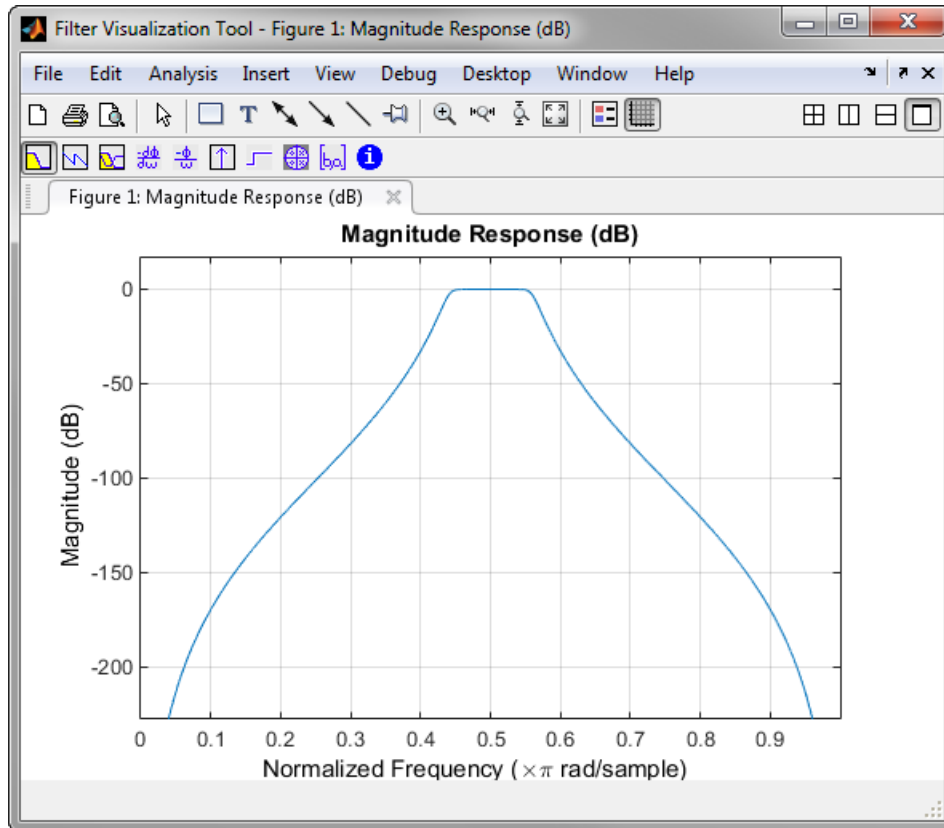 Filter Visualization Tool - Figure 1: Magnitude Response (dB)
File Edit Analysis Insert View Debug Desktop Window Help
T
[b,a] i
Figure 1: Magnitude Response (dB)
Magnitude Response (dB)
0
-50
-100
-150
-200
Magnitude (dB)
0 0.1 0.2 0.3 0.4 0.5 0.6 0.7 0.8 0.9
Normalized Frequency (×π rad/sample)